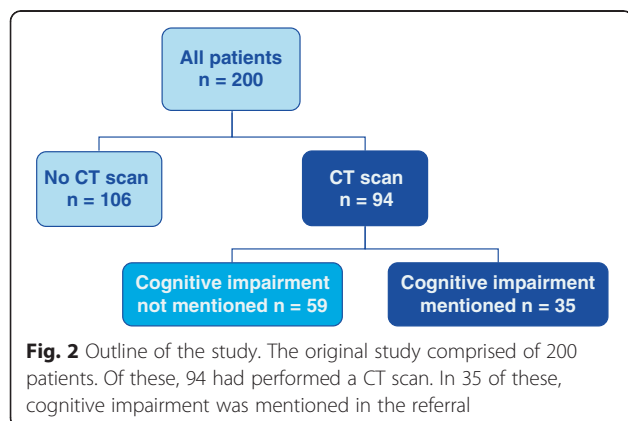 All patients
n = 200
No CT scan
n = 106
CT scan
n = 94
Cognitive impairment
not mentioned n = 59
Cognitive impairment
mentioned n = 35
Fig. 2 Outline of the study. The original study comprised of 200
patients. Of these, 94 had performed a CT scan. In 35 of these,
cognitive impairment was mentioned in the referral